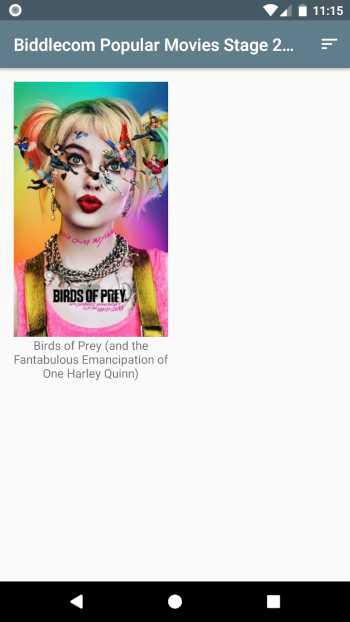 11:15
Biddlecom Popular Movies Stage 2...
BIRDS OF PREY
Birds of Prey (and the
Fantabulous Emancipation of
One Harley Quinn)